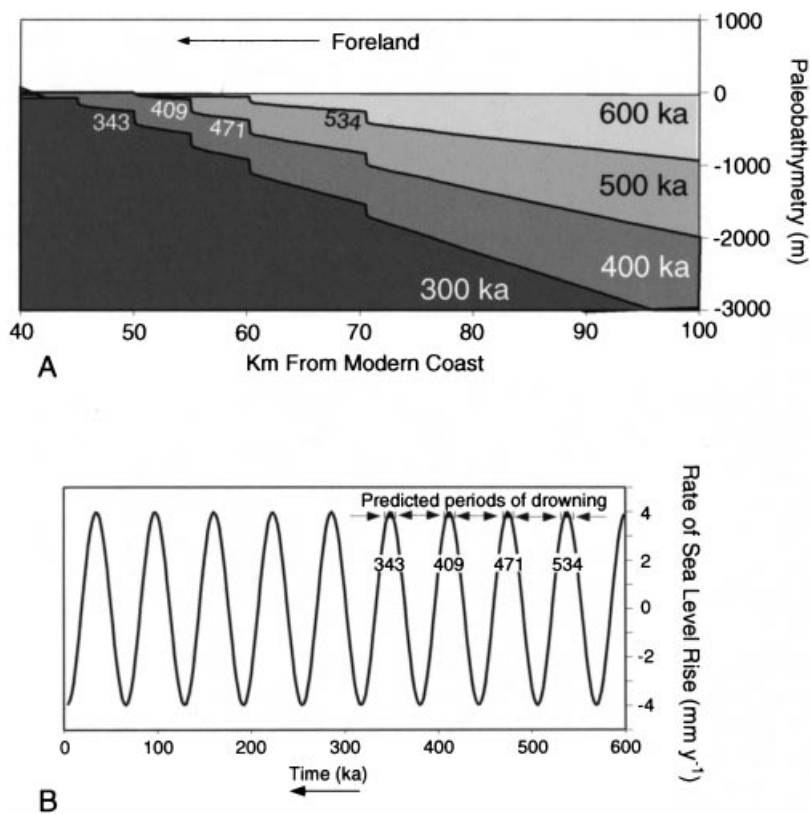 1000
Foreland
0
600 ka
409
343
471
534
-1000
500 ka
400 ka
-2000
300 ka
-3000
Paleobathymetry (m)
40 50 60 70 80 90 100
Km From Modern Coast
A
Predicted periods of drowning
4
343 409 471 534
2
0
-2
-4
Rate of Sea Level Rise (mm y⁻¹)
0 100 200 300 400 500 600
Time (ka)
B